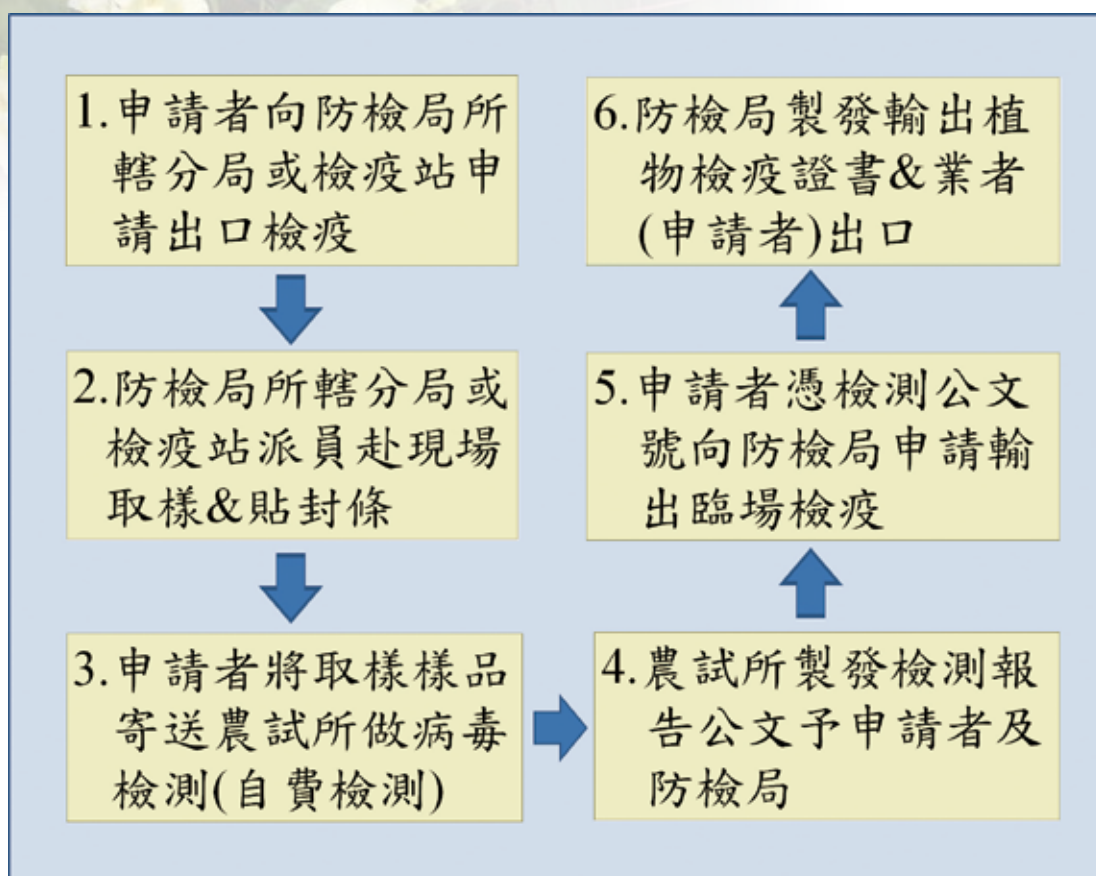 1.申請者向防檢局所
轄分局或檢疫站申
請出口檢疫
2.防檢局所轄分局或
檢疫站派員赴現場
取樣&貼封條
3.申請者將取樣樣品
寄送農試所做病毒
檢測(自費檢測)
4.農試所製發檢測報
告公文予申請者及
防檢局
5.申請者憑檢測公文
號向防檢局申請輸
出臨場檢疫
6.防檢局製發輸出植
物檢疫證書&業者
(申請者)出口